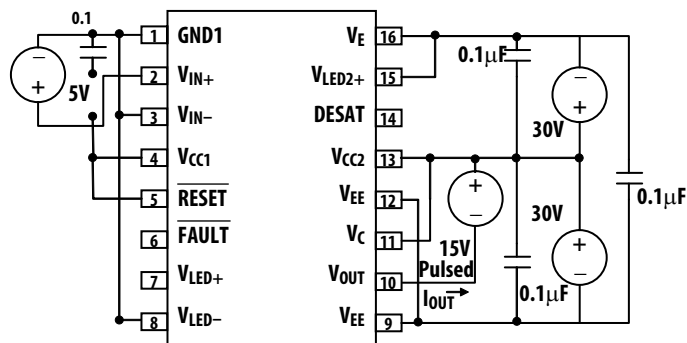 0.1
5V
1 GND1
2 VIN+
3 VIN-
4 VCC1
5 RESET
6 FAULT
7 VLED+
8 VLED-
VE 16
VLED2+ 15
DESAT 14
VCC2 13
VEE 12
VC 11
VOUT 10
VEE 9
0.1μF
30V
0.1μF
30V
15V
Pulsed
IOUT
0.1μF